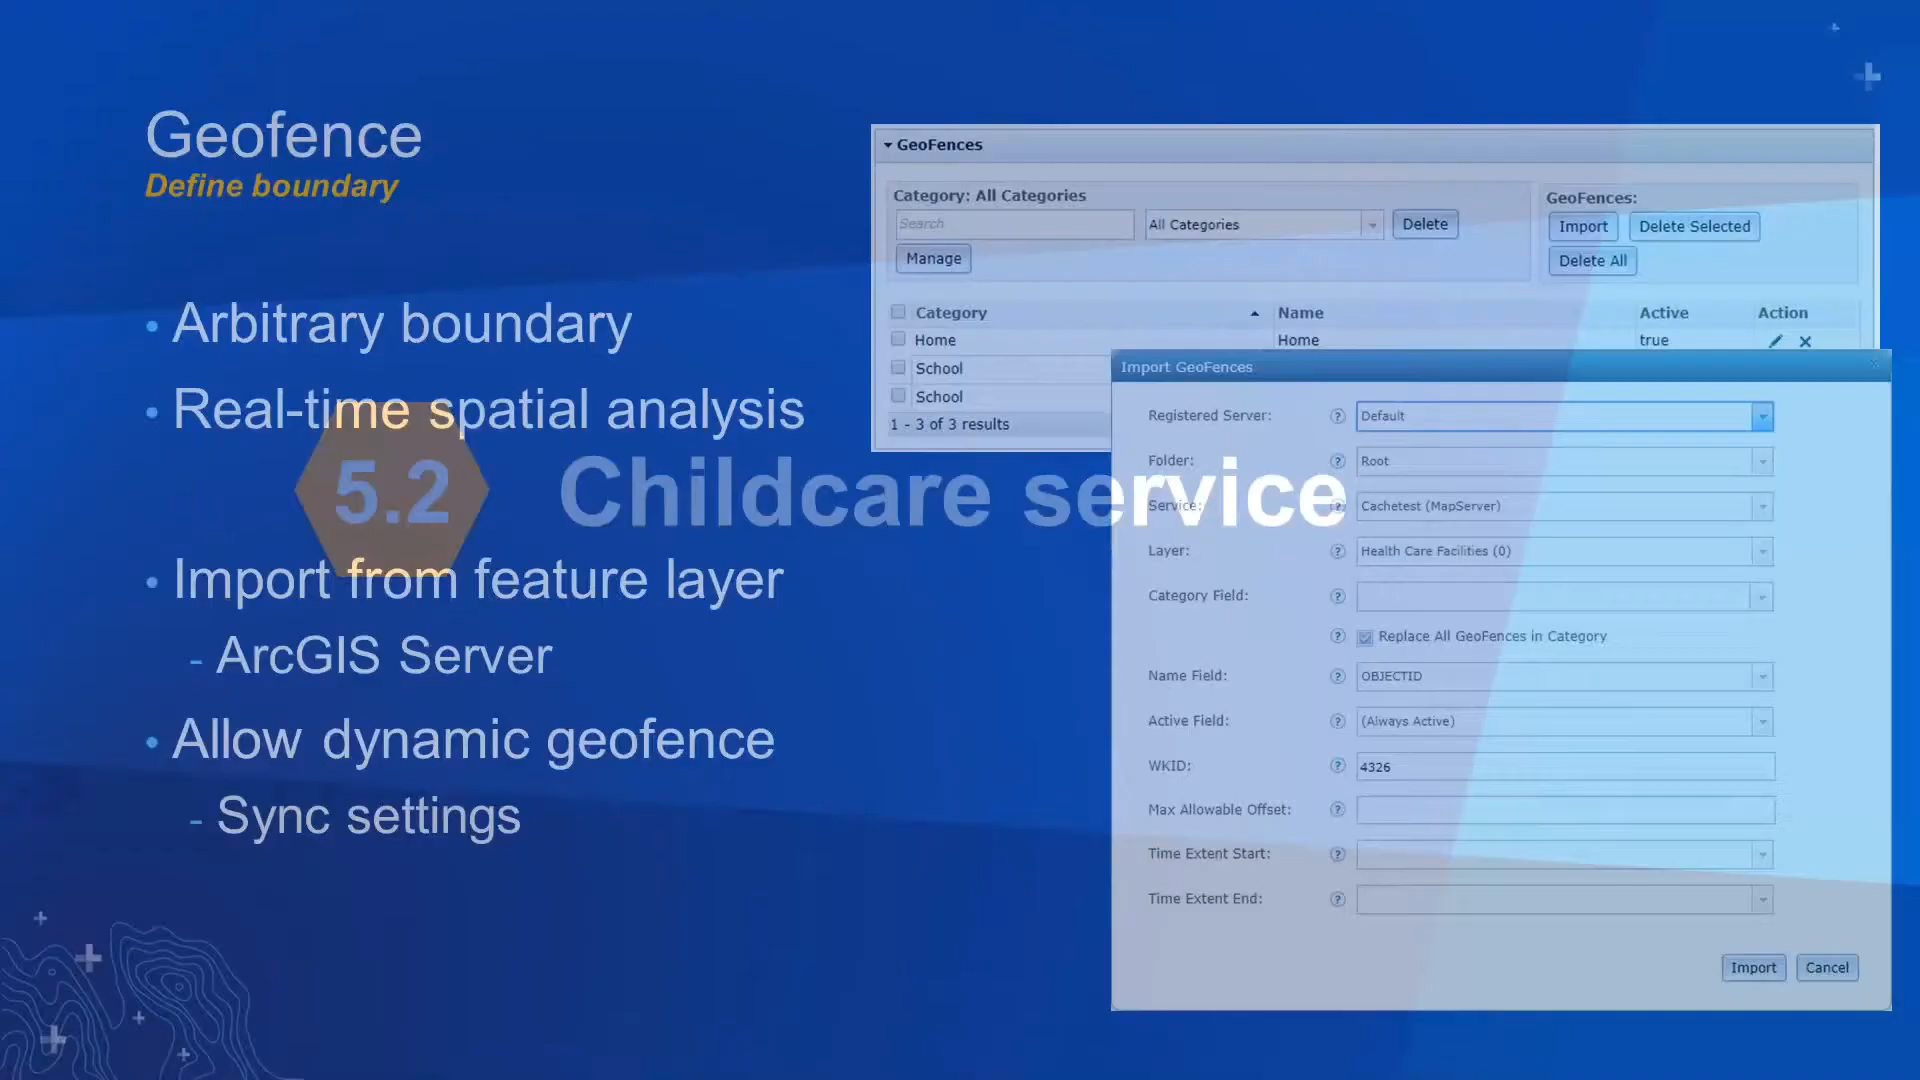 Geofence
Define boundary
• Arbitrary boundary
• Real-time spatial analysis
5.2 Childcare service
• Import from feature layer
- ArcGIS Server
• Allow dynamic geofence
- Sync settings
GeoFences
Category: All Categories
Search
All Categories
Delete
Manage
GeoFences:
Import
Delete Selected
Delete All
Category Name Active Action
Home Home true
School
School
1 - 3 of 3 results
Import GeoFences
Registered Server: ? Default
Folder: ? Root
Service: ? Cachetest (MapServer)
Layer: ? Health Care Facilities (0)
Category Field: ?
? Replace All GeoFences in Category
Name Field: ? OBJECTID
Active Field: ? (Always Active)
WKID: ? 4326
Max Allowable Offset: ?
Time Extent Start: ?
Time Extent End: ?
Import Cancel